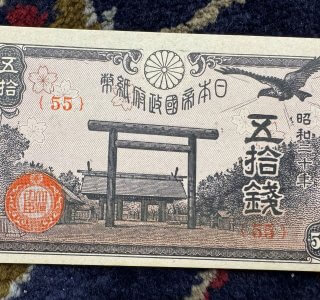 日本帝國政府紙幣
昭和二十年
五拾錢
(55)
五拾
(55)